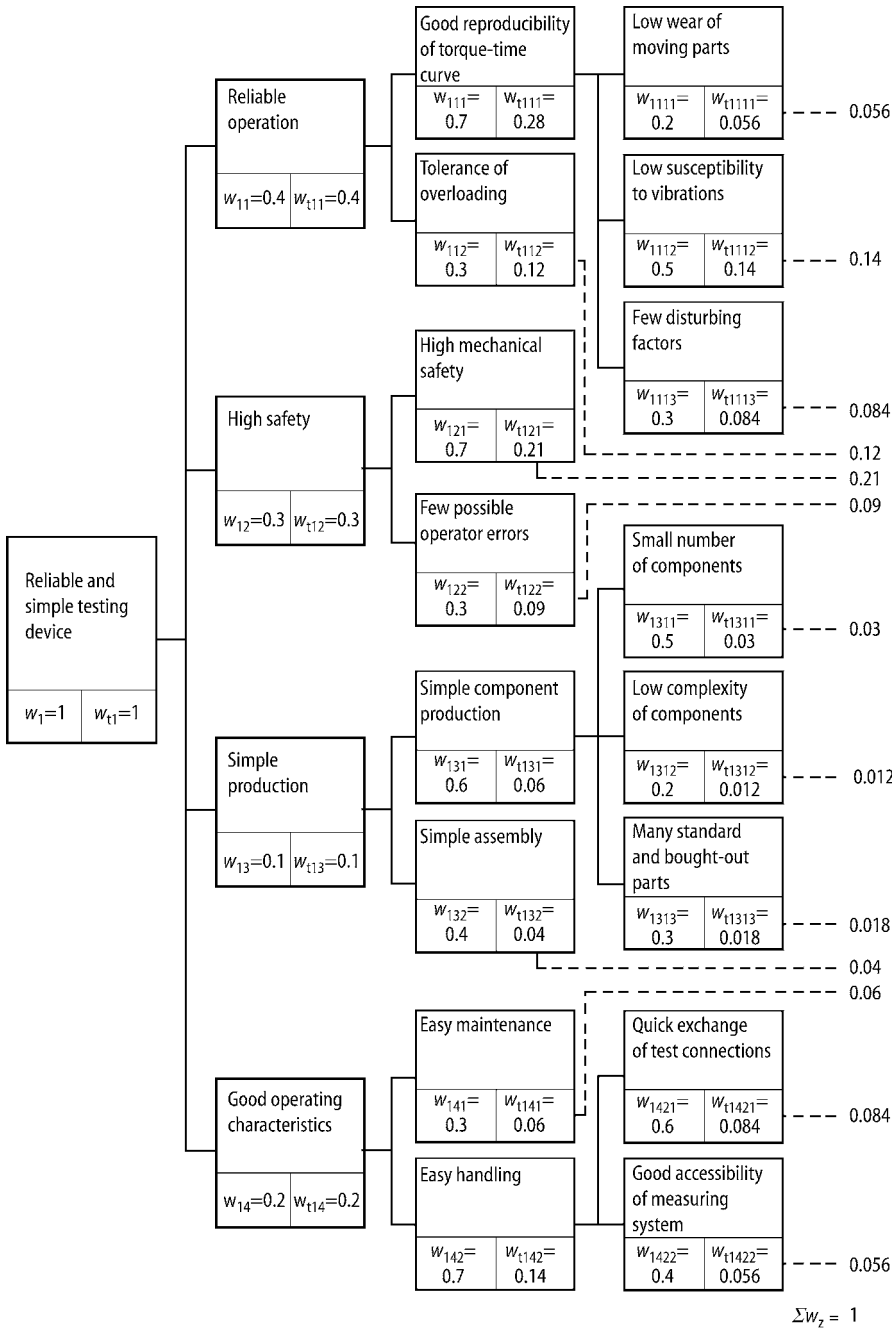 Reliable and
simple testing
device
w1=1 wt1=1
Reliable
operation
w11=0.4 wt11=0.4
High safety
w12=0.3 wt12=0.3
Simple
production
w13=0.1 wt13=0.1
Good operating
characteristics
w14=0.2 wt14=0.2
Good reproducibility
of torque-time
curve
w111= wt111=
0.7 0.28
Tolerance of
overloading
w112= wt112=
0.3 0.12
High mechanical
safety
w121= wt121=
0.7 0.21
Few possible
operator errors
w122= wt122=
0.3 0.09
Simple component
production
w131= wt131=
0.6 0.06
Simple assembly
w132= wt132=
0.4 0.04
Easy maintenance
w141= wt141=
0.3 0.06
Easy handling
w142= wt142=
0.7 0.14
Low wear of
moving parts
w1111= wt1111=
0.2 0.056
Low susceptibility
to vibrations
w1112= wt1112=
0.5 0.14
Few disturbing
factors
w1113= wt1113=
0.3 0.084
Small number
of components
w1311= wt1311=
0.5 0.03
Low complexity
of components
w1312= wt1312=
0.2 0.012
Many standard
and bought-out
parts
w1313= wt1313=
0.3 0.018
Quick exchange
of test connections
w1421= wt1421=
0.6 0.084
Good accessibility
of measuring
system
w1422= wt1422=
0.4 0.056
0.056
0.14
0.084
0.12
0.21
0.09
0.03
0.012
0.018
0.04
0.06
0.084
0.056
Σwz = 1